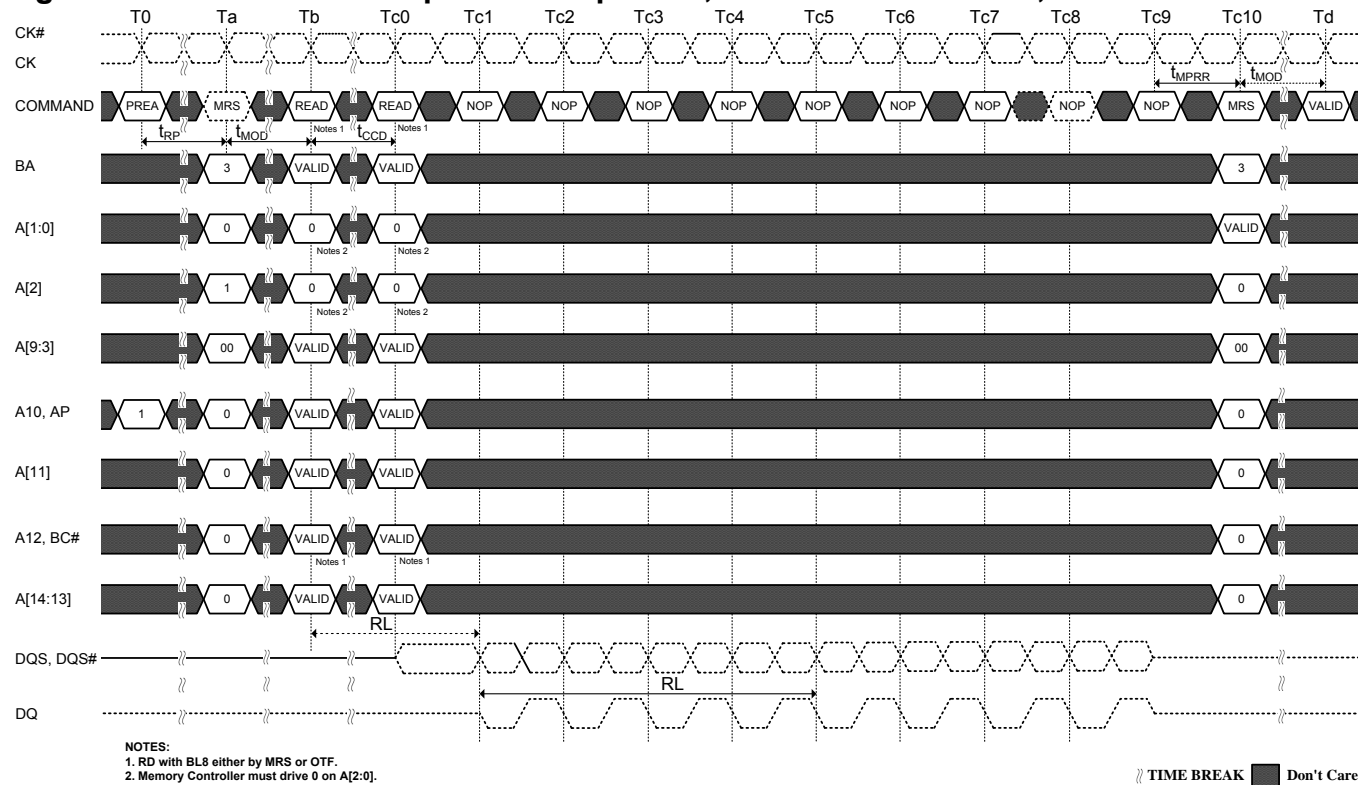 T0 Ta Tb Tc0 Tc1 Tc2 Tc3 Tc4 Tc5 Tc6 Tc7 Tc8 Tc9 Tc10 Td
CK#
CK
tMPRR tMOD
COMMAND PREA MRS READ READ NOP NOP NOP NOP NOP NOP NOP NOP NOP MRS VALID
Notes 1 Notes 1
tRP tMOD tCCD
BA 3 VALID VALID 3
A[1:0] 0 0 0 VALID
Notes 2 Notes 2
A[2] 1 0 0 0
Notes 2 Notes 2
A[9:3] 00 VALID VALID 00
A10, AP 1 0 VALID VALID 0
A[11] 0 VALID VALID 0
A12, BC# 0 VALID VALID 0
Notes 1 Notes 1
A[14:13] 0 VALID VALID 0
RL
DQS, DQS#
RL
DQ
NOTES:
1. RD with BL8 either by MRS or OTF.
2. Memory Controller must drive 0 on A[2:0].
TIME BREAK Don't Care